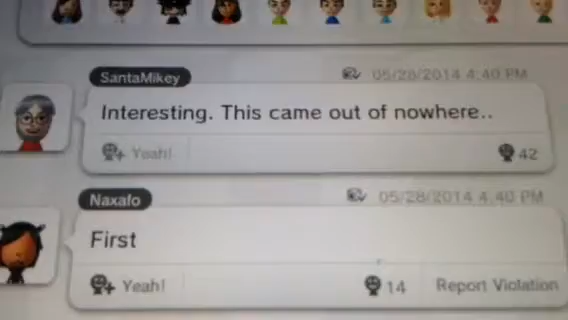 SantaMikey 05/28/2014 4:40 PM
Interesting. This came out of nowhere..
Yeah! 42
Naxalo 05/28/2014 4:40 PM
First
Yeah! 14 Report Violation